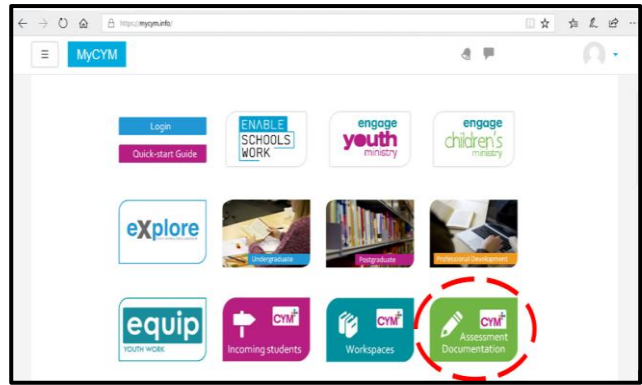 https://mycym.info/
MyCYM
Login
Quick-start Guide
ENABLE
SCHOOLS
WORK
engage
youth
ministry
engage
children's
ministry
eXplore
Undergraduate
Postgraduate
Professional Development
equip
YOUTH WORK
CYM
Incoming students
CYM
Workspaces
CYM
Assessment
Documentation